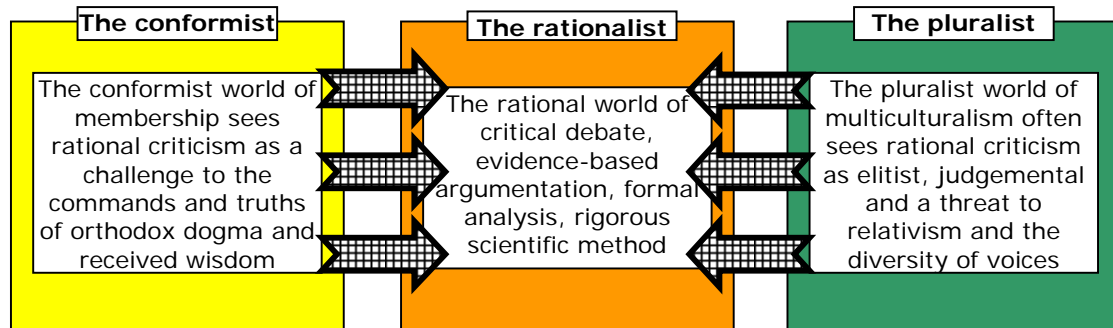 The conformist
The conformist world of
membership sees
rational criticism as a
challenge to the
commands and truths
of orthodox dogma and
received wisdom
The rationalist
The rational world of
critical debate,
evidence-based
argumentation, formal
analysis, rigorous
scientific method
The pluralist
The pluralist world of
multiculturalism often
sees rational criticism
as elitist, judgemental
and a threat to
relativism and the
diversity of voices